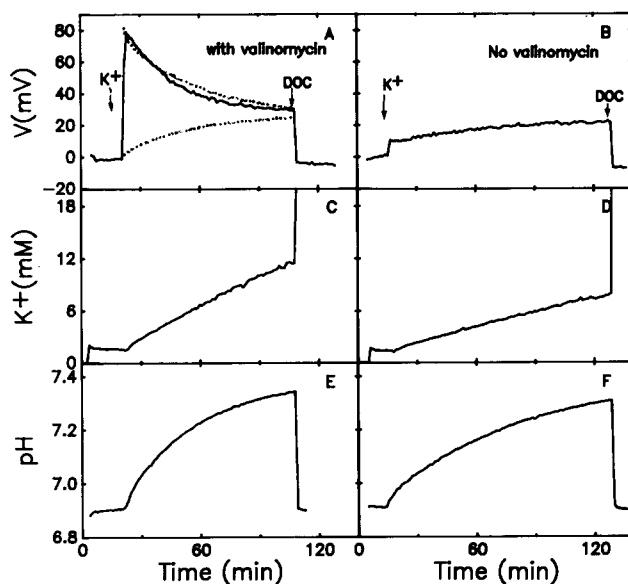 80
60
40
20
0
−20
V(mV)
A
with valinomycin
K+
DOC
B
No valinomycin
K+
DOC
18
12
6
0
K+(mM)
C
D
7.4
7.2
7.0
6.8
pH
E
F
0 60 120
0 60 120
Time (min)
Time (min)